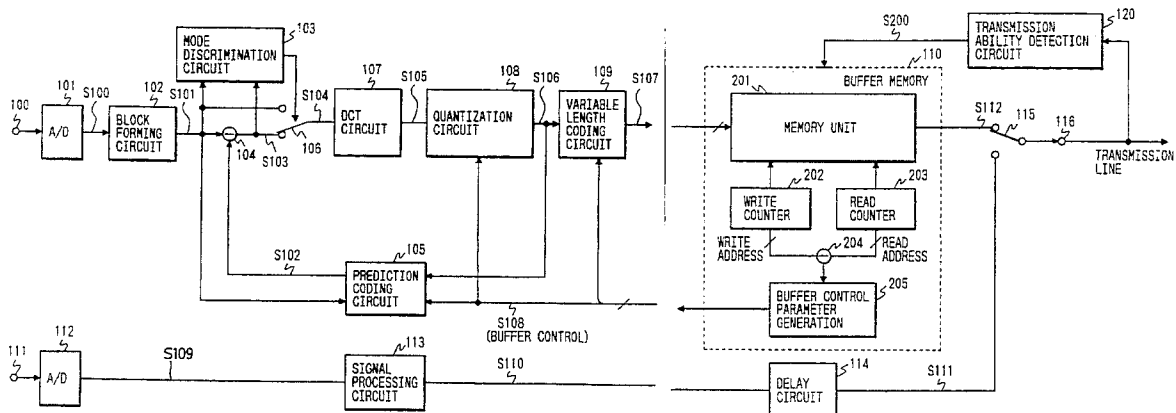 103
MODE
DISCRIMINATION
CIRCUIT
120
S200
TRANSMISSION
ABILITY DETECTION
CIRCUIT
110
BUFFER MEMORY
100
101
A/D
S100
102
BLOCK
FORMING
CIRCUIT
S101
104
S103
106
S104
107
DCT
CIRCUIT
S105
108
QUANTIZATION
CIRCUIT
S106
109
VARIABLE
LENGTH
CODING
CIRCUIT
S107
201
MEMORY UNIT
S112
115
116
TRANSMISSION
LINE
202
WRITE
COUNTER
203
READ
COUNTER
WRITE
ADDRESS
204
READ
ADDRESS
S102
105
PREDICTION
CODING
CIRCUIT
S108
(BUFFER CONTROL)
205
BUFFER CONTROL
PARAMETER
GENERATION
111
112
A/D
S109
113
SIGNAL
PROCESSING
CIRCUIT
S110
114
DELAY
CIRCUIT
S111